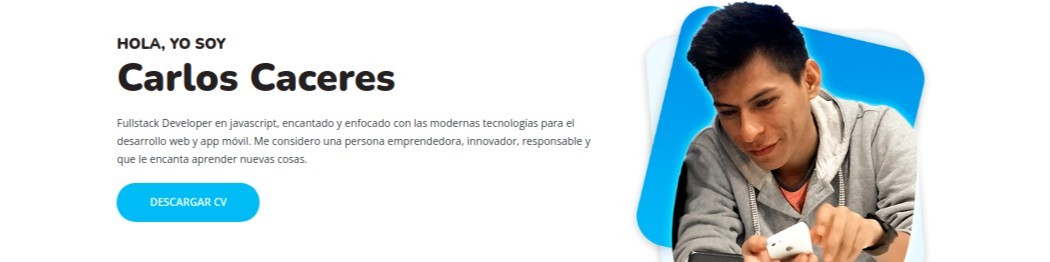 HOLA, YO SOY
Carlos Caceres
Fullstack Developer en javascript, encantado y enfocado con las modernas tecnologías para el
desarrollo web y app móvil. Me considero una persona emprendedora, innovador, responsable y
que le encanta aprender nuevas cosas.
DESCARGAR CV